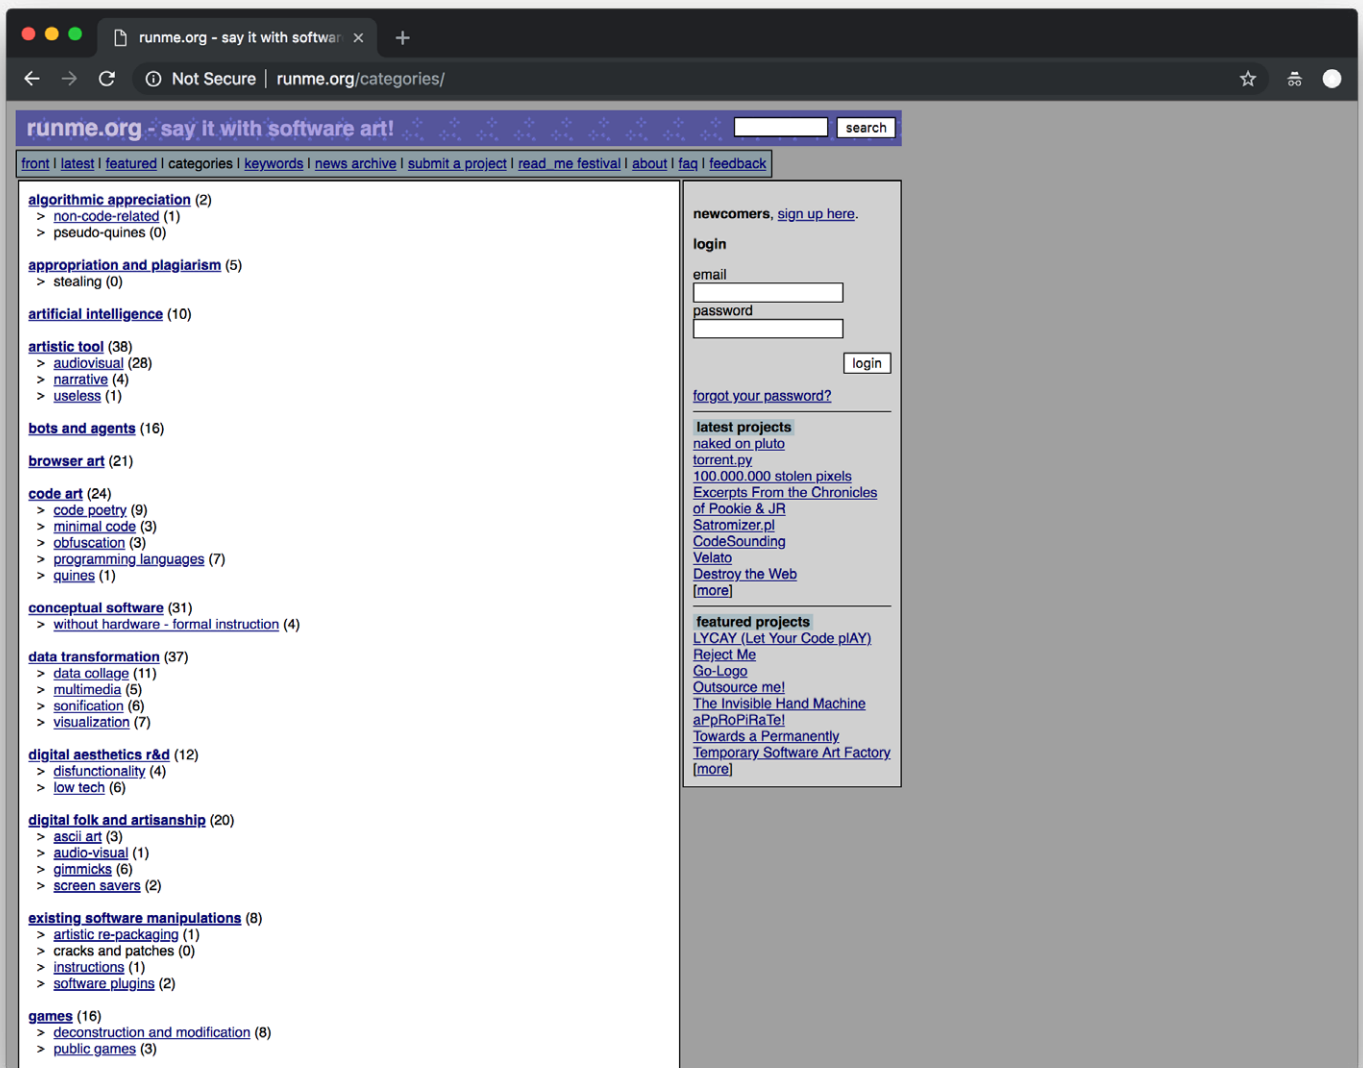 runme.org - say it with softwar
Not Secure | runme.org/categories/
runme.org - say it with software art!
search
front | latest | featured | categories | keywords | news archive | submit a project | read_me festival | about | faq | feedback
algorithmic appreciation (2)
> non-code-related (1)
> pseudo-quines (0)
appropriation and plagiarism (5)
> stealing (0)
artificial intelligence (10)
artistic tool (38)
> audiovisual (28)
> narrative (4)
> useless (1)
bots and agents (16)
browser art (21)
code art (24)
> code poetry (9)
> minimal code (3)
> obfuscation (3)
> programming languages (7)
> quines (1)
conceptual software (31)
> without hardware - formal instruction (4)
data transformation (37)
> data collage (11)
> multimedia (5)
> sonification (6)
> visualization (7)
digital aesthetics r&d (12)
> disfunctionality (4)
> low tech (6)
digital folk and artisanship (20)
> ascii art (3)
> audio-visual (1)
> gimmicks (6)
> screen savers (2)
existing software manipulations (8)
> artistic re-packaging (1)
> cracks and patches (0)
> instructions (1)
> software plugins (2)
games (16)
> deconstruction and modification (8)
> public games (3)
newcomers, sign up here.
login
email
password
login
forgot your password?
latest projects
naked on pluto
torrent.py
100.000.000 stolen pixels
Excerpts From the Chronicles
of Pookie & JR
Satromizer.pl
CodeSounding
Velato
Destroy the Web
[more]
featured projects
LYCAY (Let Your Code plAY)
Reject Me
Go-Logo
Outsource me!
The Invisible Hand Machine
aPpRoPiRaTe!
Towards a Permanently
Temporary Software Art Factory
[more]